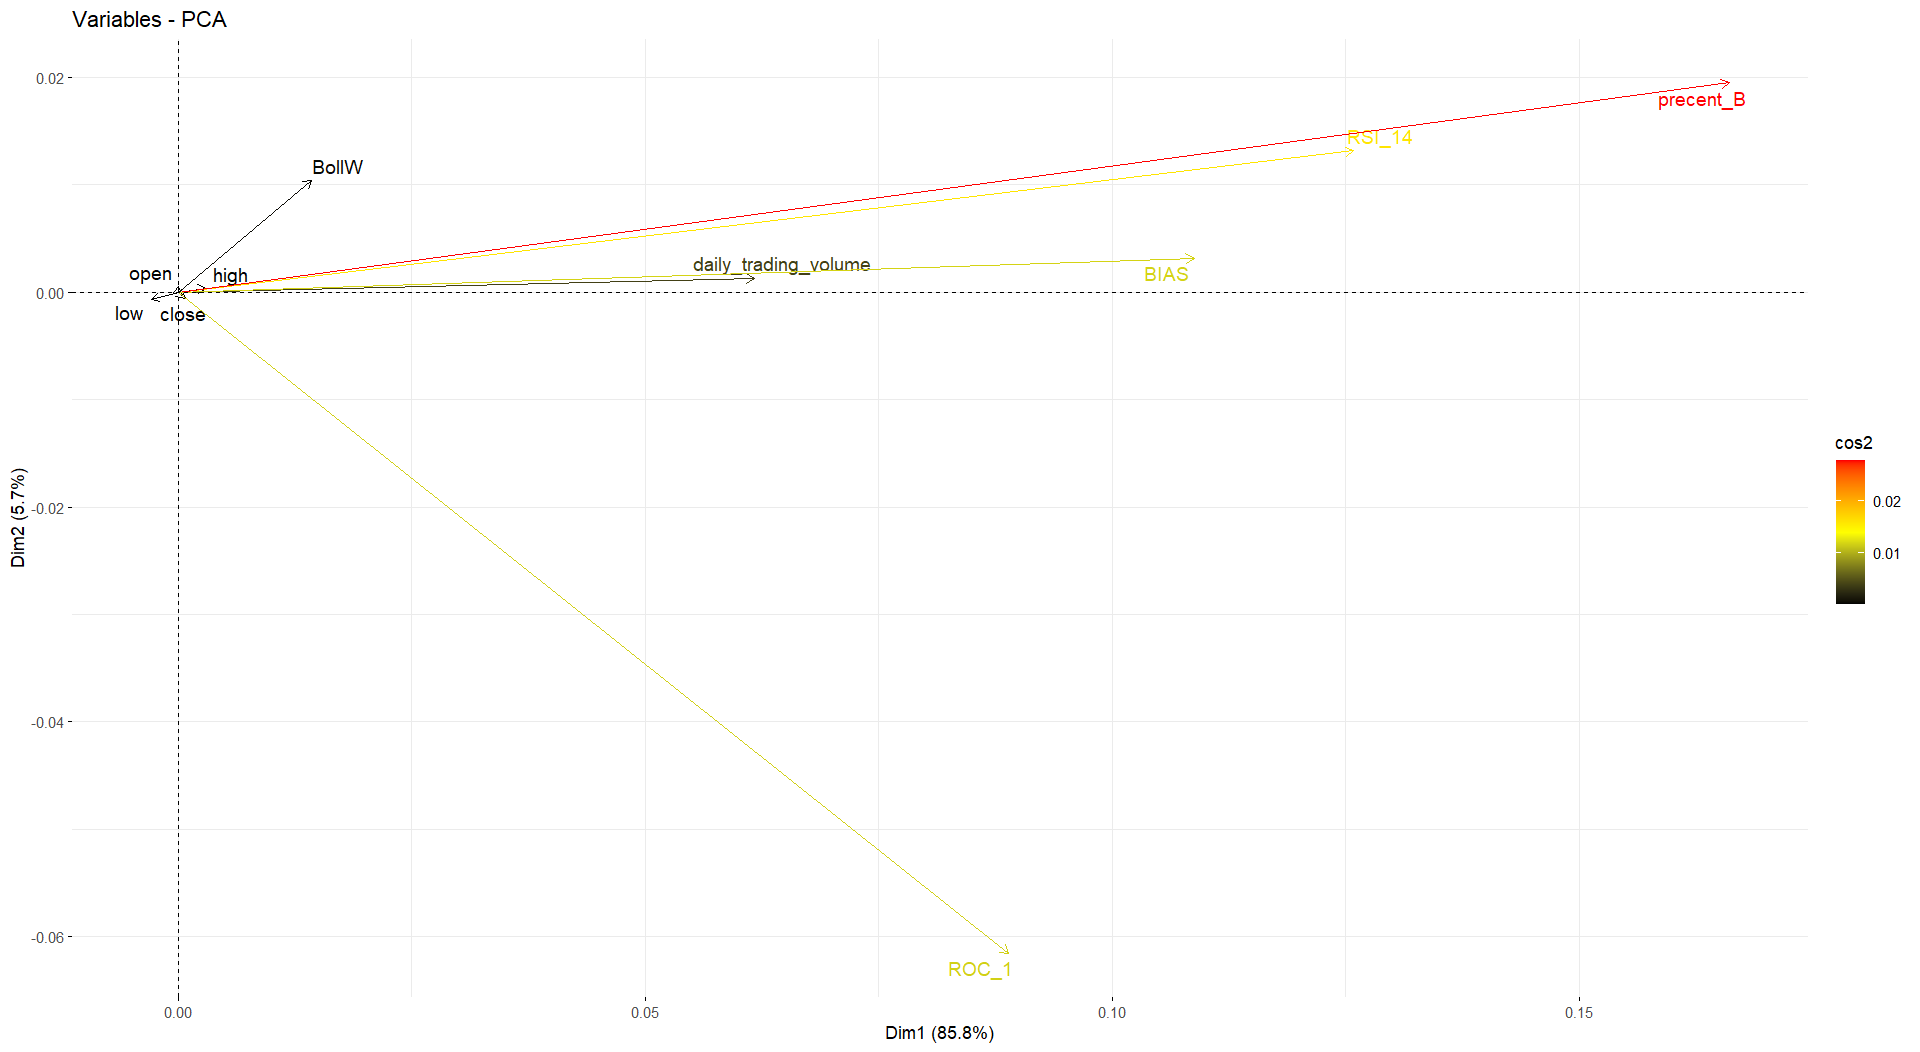 Variables - PCA
0.02
precent_B
RSI_14
BollW
open
high
daily_trading_volume
BIAS
0.00
low
close
cos2
Dim2 (5.7%)
0.02
-0.02
0.01
-0.04
-0.06
ROC_1
0.00
0.05
0.10
0.15
Dim1 (85.8%)